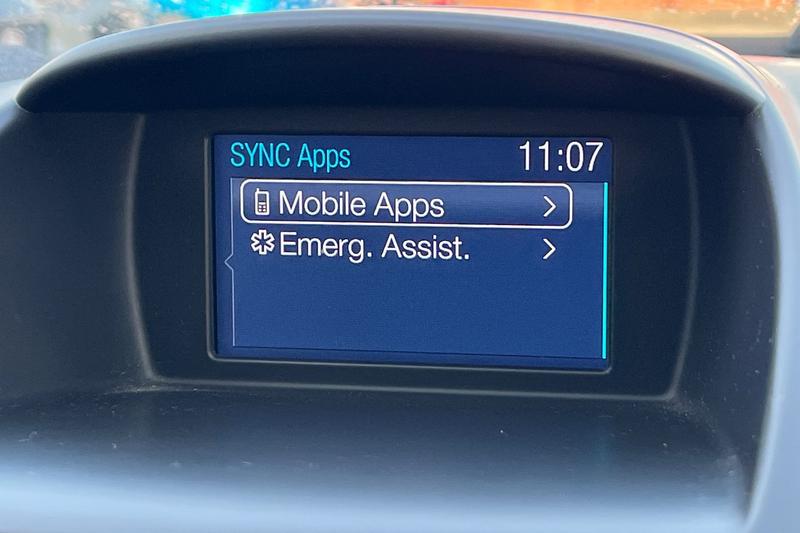 SYNC Apps 11:07
Mobile Apps
Emerg. Assist.